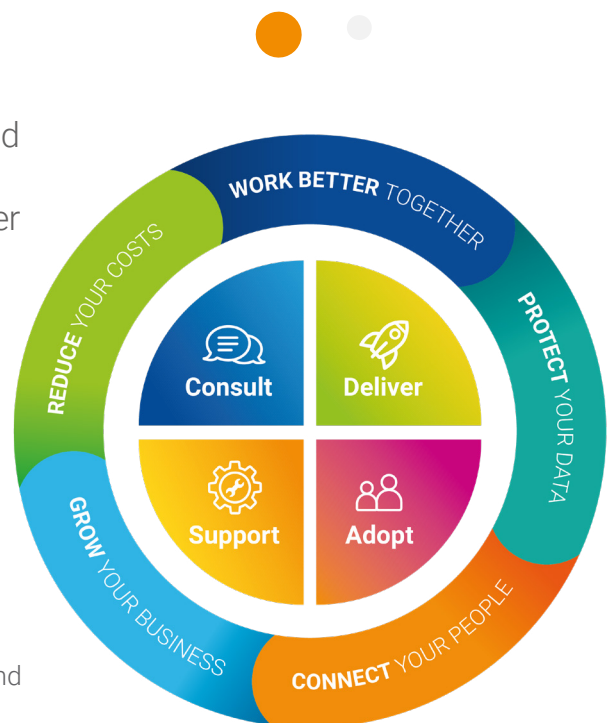 WORK BETTER TOGETHER
PROTECT YOUR DATA
CONNECT YOUR PEOPLE
GROW YOUR BUSINESS
REDUCE YOUR COSTS
Consult
Deliver
Support
Adopt